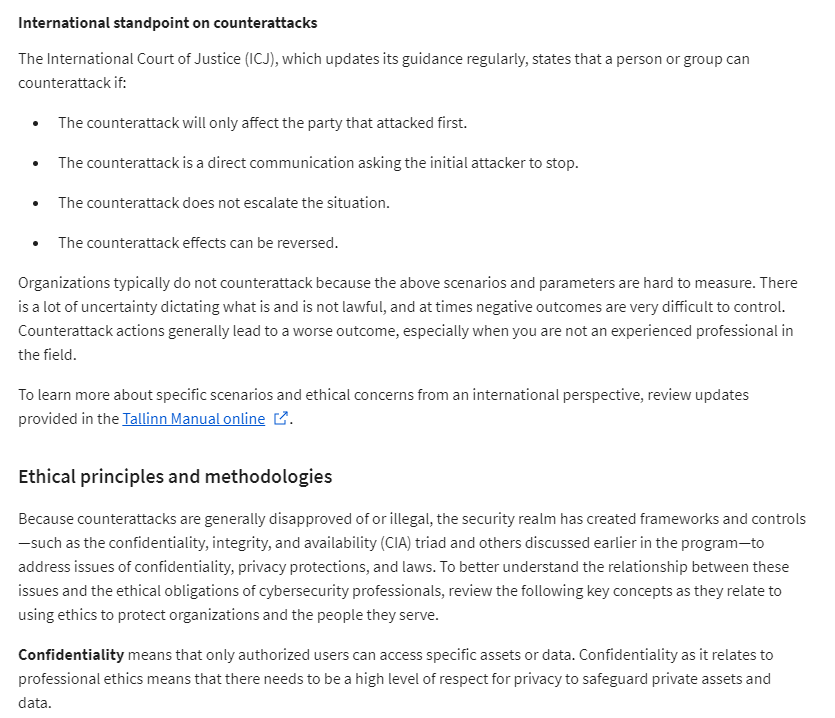 International standpoint on counterattacks
The International Court of Justice (ICJ), which updates its guidance regularly, states that a person or group can
counterattack if:
• The counterattack will only affect the party that attacked first.
• The counterattack is a direct communication asking the initial attacker to stop.
• The counterattack does not escalate the situation.
• The counterattack effects can be reversed.
Organizations typically do not counterattack because the above scenarios and parameters are hard to measure. There
is a lot of uncertainty dictating what is and is not lawful, and at times negative outcomes are very difficult to control.
Counterattack actions generally lead to a worse outcome, especially when you are not an experienced professional in
the field.
To learn more about specific scenarios and ethical concerns from an international perspective, review updates
provided in the Tallinn Manual online.
Ethical principles and methodologies
Because counterattacks are generally disapproved of or illegal, the security realm has created frameworks and controls
—such as the confidentiality, integrity, and availability (CIA) triad and others discussed earlier in the program—to
address issues of confidentiality, privacy protections, and laws. To better understand the relationship between these
issues and the ethical obligations of cybersecurity professionals, review the following key concepts as they relate to
using ethics to protect organizations and the people they serve.
Confidentiality means that only authorized users can access specific assets or data. Confidentiality as it relates to
professional ethics means that there needs to be a high level of respect for privacy to safeguard private assets and
data.